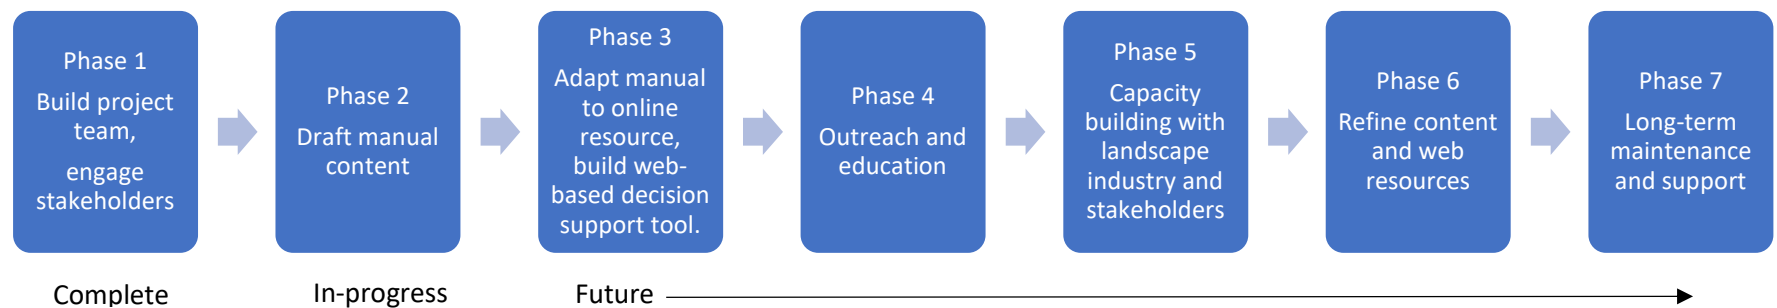 Phase 1
Build project
team,
engage
stakeholders
Phase 2
Draft manual
content
Phase 3
Adapt manual
to online
resource,
build web-
based decision
support tool.
Phase 4
Outreach and
education
Phase 5
Capacity
building with
landscape
industry and
stakeholders
Phase 6
Refine content
and web
resources
Phase 7
Long-term
maintenance
and support
Complete
In-progress
Future